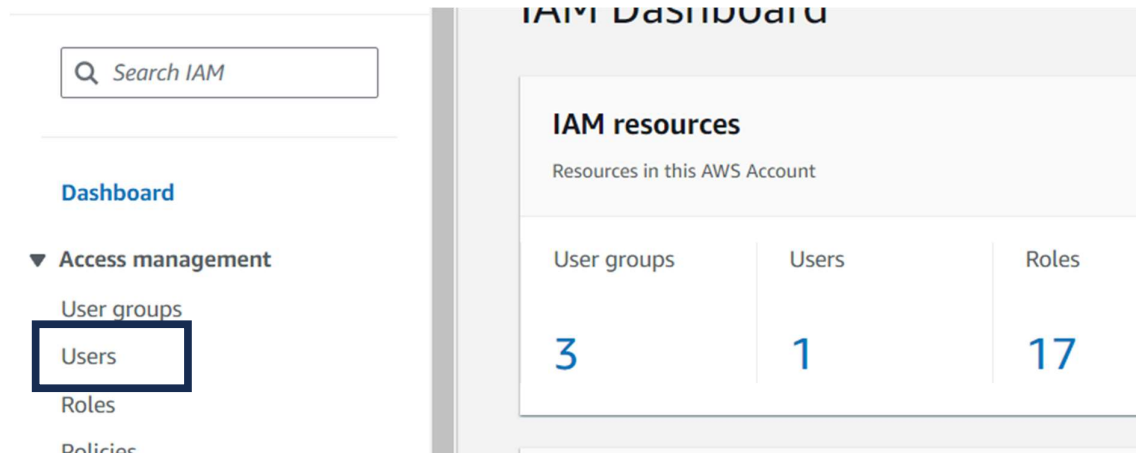 IAM Dashboard
Search IAM
IAM resources
Resources in this AWS Account
Dashboard
Access management
User groups
Users
Roles
Policies
User groups
Users
Roles
3
1
17